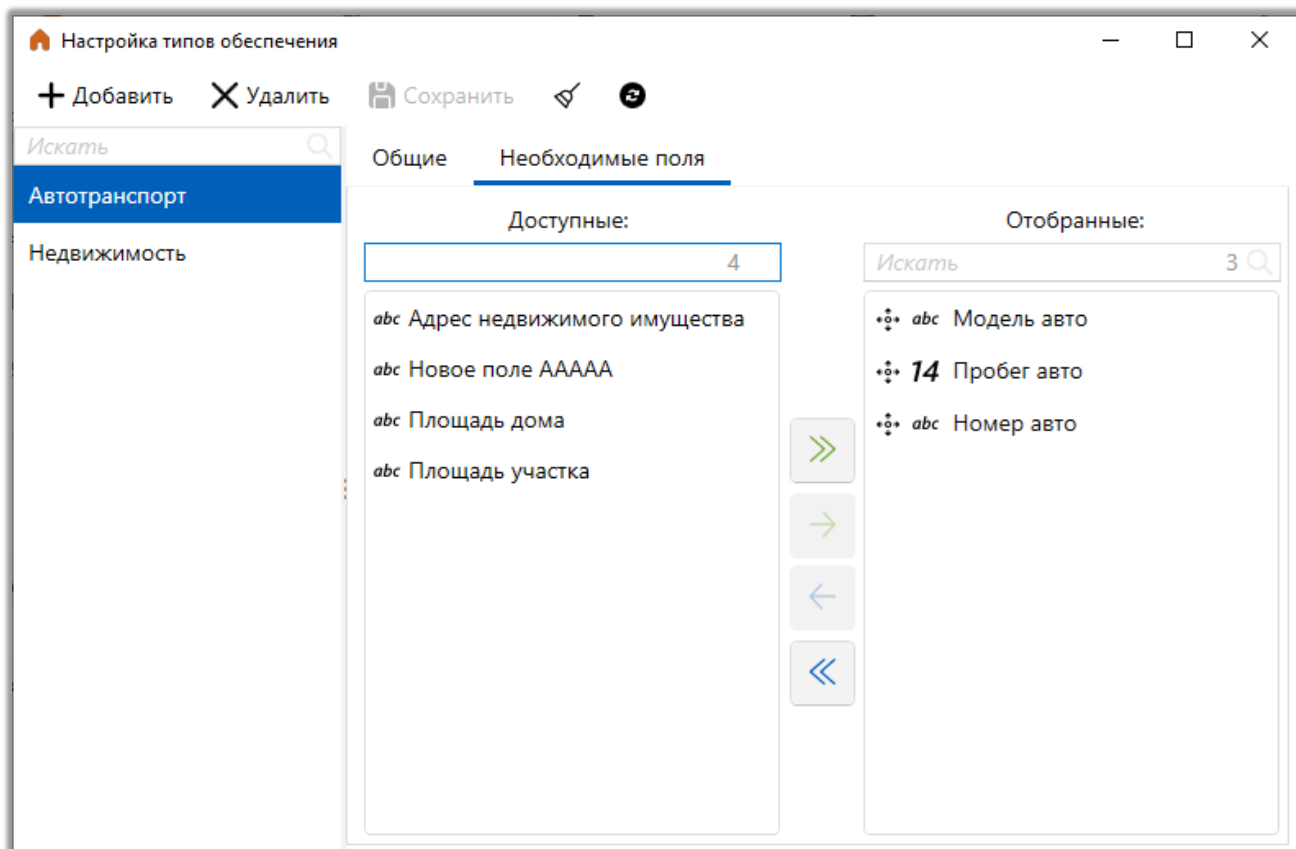 Настройка типов обеспечения
Добавить Удалить Сохранить
Искать
Общие Необходимые поля
Автотранспорт
Недвижимость
Доступные:
4
abc Адрес недвижимого имущества
abc Новое поле ААААА
abc Площадь дома
abc Площадь участка
Отобранные:
Искать 3
abc Модель авто
14 Пробег авто
abc Номер авто